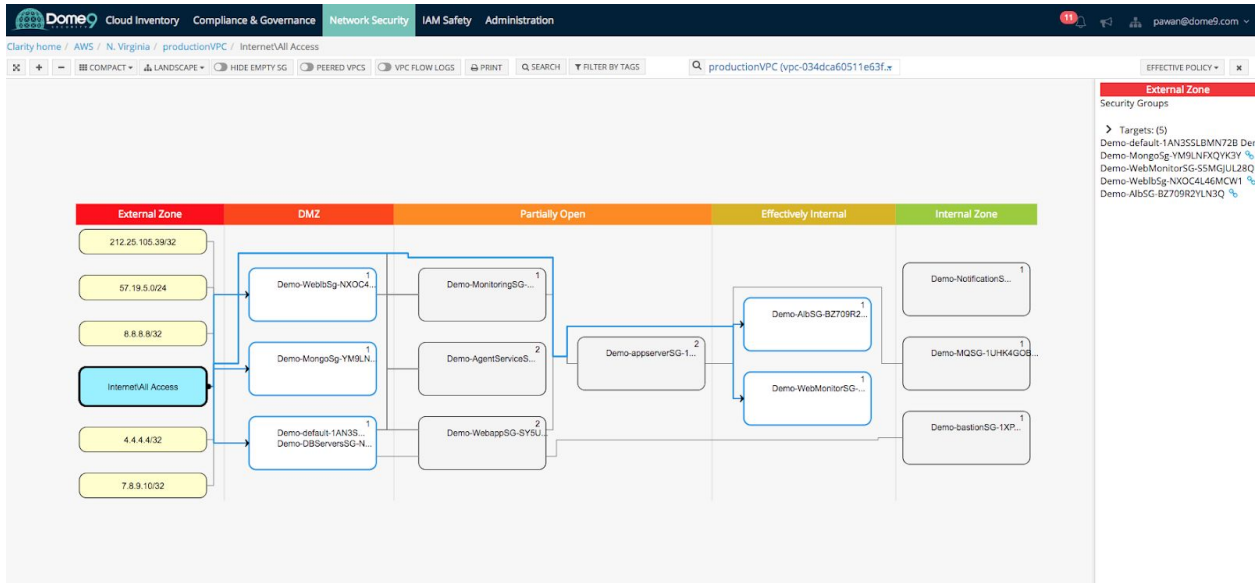 Dome9 Cloud Inventory Compliance & Governance Network Security IAM Safety Administration 11 pawan@dome9.com
SECURITY
Clarity home / AWS / N. Virginia / productionVPC / Internet\All Access
+ − COMPACT LANDSCAPE HIDE EMPTY SG PEERED VPCS VPC FLOW LOGS PRINT SEARCH FILTER BY TAGS productionVPC (vpc-034dca60511e63f.. EFFECTIVE POLICY
External Zone
Security Groups
Targets: (5)
Demo-default-1AN3SSLBMN72B Der
Demo-MongoSg-YM9LNFXQYK3Y
Demo-WebMonitorSG-S5MGJUL28Q
Demo-WeblbSg-NXOC4L46MCW1
Demo-AlbSG-BZ709R2YLN3Q
External Zone DMZ Partially Open Effectively Internal Internal Zone
212.25.105.39/32
57.19.5.0/24
8.8.8.8/32
Internet\All Access
4.4.4.4/32
7.8.9.10/32
1
Demo-WeblbSg-NXOC4...
1
Demo-MongoSg-YM9LN...
1
Demo-default-1AN3S...
Demo-DBServersSG-N...
1
Demo-MonitoringSG-...
2
Demo-AgentServiceS...
2
Demo-WebappSG-SY5U...
2
Demo-appserverSG-1...
1
Demo-AlbSG-BZ709R2...
1
Demo-WebMonitorSG-...
1
Demo-NotificationS...
1
Demo-MQSG-1UHK4GOB...
1
Demo-bastionSG-1XP...